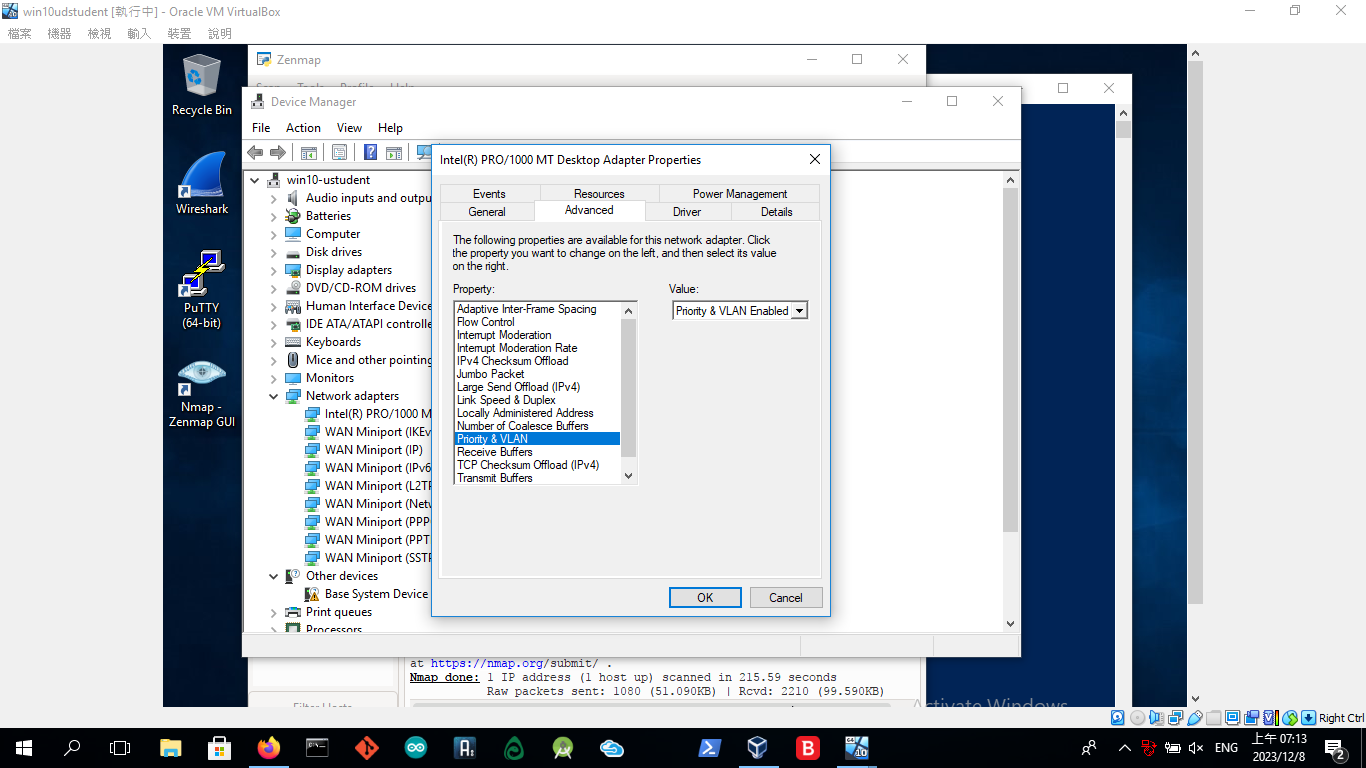 win10udstudent [執行中] - Oracle VM VirtualBox
檔案 機器 檢視 輸入 裝置 說明
Recycle Bin
Wireshark
PuTTY
(64-bit)
Nmap -
Zenmap GUI
Zenmap
Device Manager
File Action View Help
win10-ustudent
Audio inputs and outpu
Batteries
Computer
Disk drives
Display adapters
DVD/CD-ROM drives
Human Interface Device
IDE ATA/ATAPI controlle
Keyboards
Mice and other pointing
Monitors
Network adapters
Intel(R) PRO/1000 M
WAN Miniport (IKEv
WAN Miniport (IP)
WAN Miniport (IPv6
WAN Miniport (L2TP
WAN Miniport (Netw
WAN Miniport (PPP
WAN Miniport (PPT
WAN Miniport (SSTP
Other devices
Base System Device
Print queues
Processors
Intel(R) PRO/1000 MT Desktop Adapter Properties
Events Resources Power Management
General Advanced Driver Details
The following properties are available for this network adapter. Click
the property you want to change on the left, and then select its value
on the right.
Property:
Value:
Adaptive Inter-Frame Spacing
Flow Control
Interrupt Moderation
Interrupt Moderation Rate
IPv4 Checksum Offload
Jumbo Packet
Large Send Offload (IPv4)
Link Speed & Duplex
Locally Administered Address
Number of Coalesce Buffers
Priority & VLAN
Receive Buffers
TCP Checksum Offload (IPv4)
Transmit Buffers
Priority & VLAN Enabled
OK Cancel
at https://nmap.org/submit/ .
Nmap done: 1 IP address (1 host up) scanned in 215.59 seconds
Raw packets sent: 1080 (51.090KB) | Rcvd: 2210 (99.590KB)
Filter Hosts
Activate Windows
Right Ctrl
ENG
上午 07:13
2023/12/8
2